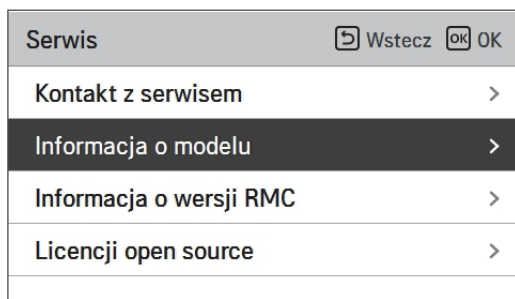 Serwis Wstecz OK OK
Kontakt z serwisem >
Informacja o modelu >
Informacja o wersji RMC >
Licencji open source >